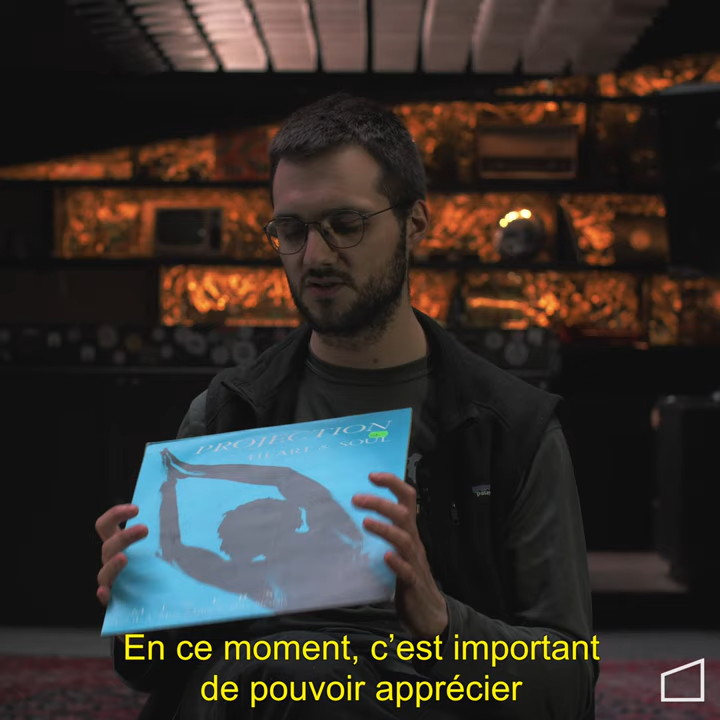 PROJECTION
HEART & SOUL
En ce moment, c’est important
de pouvoir apprécier